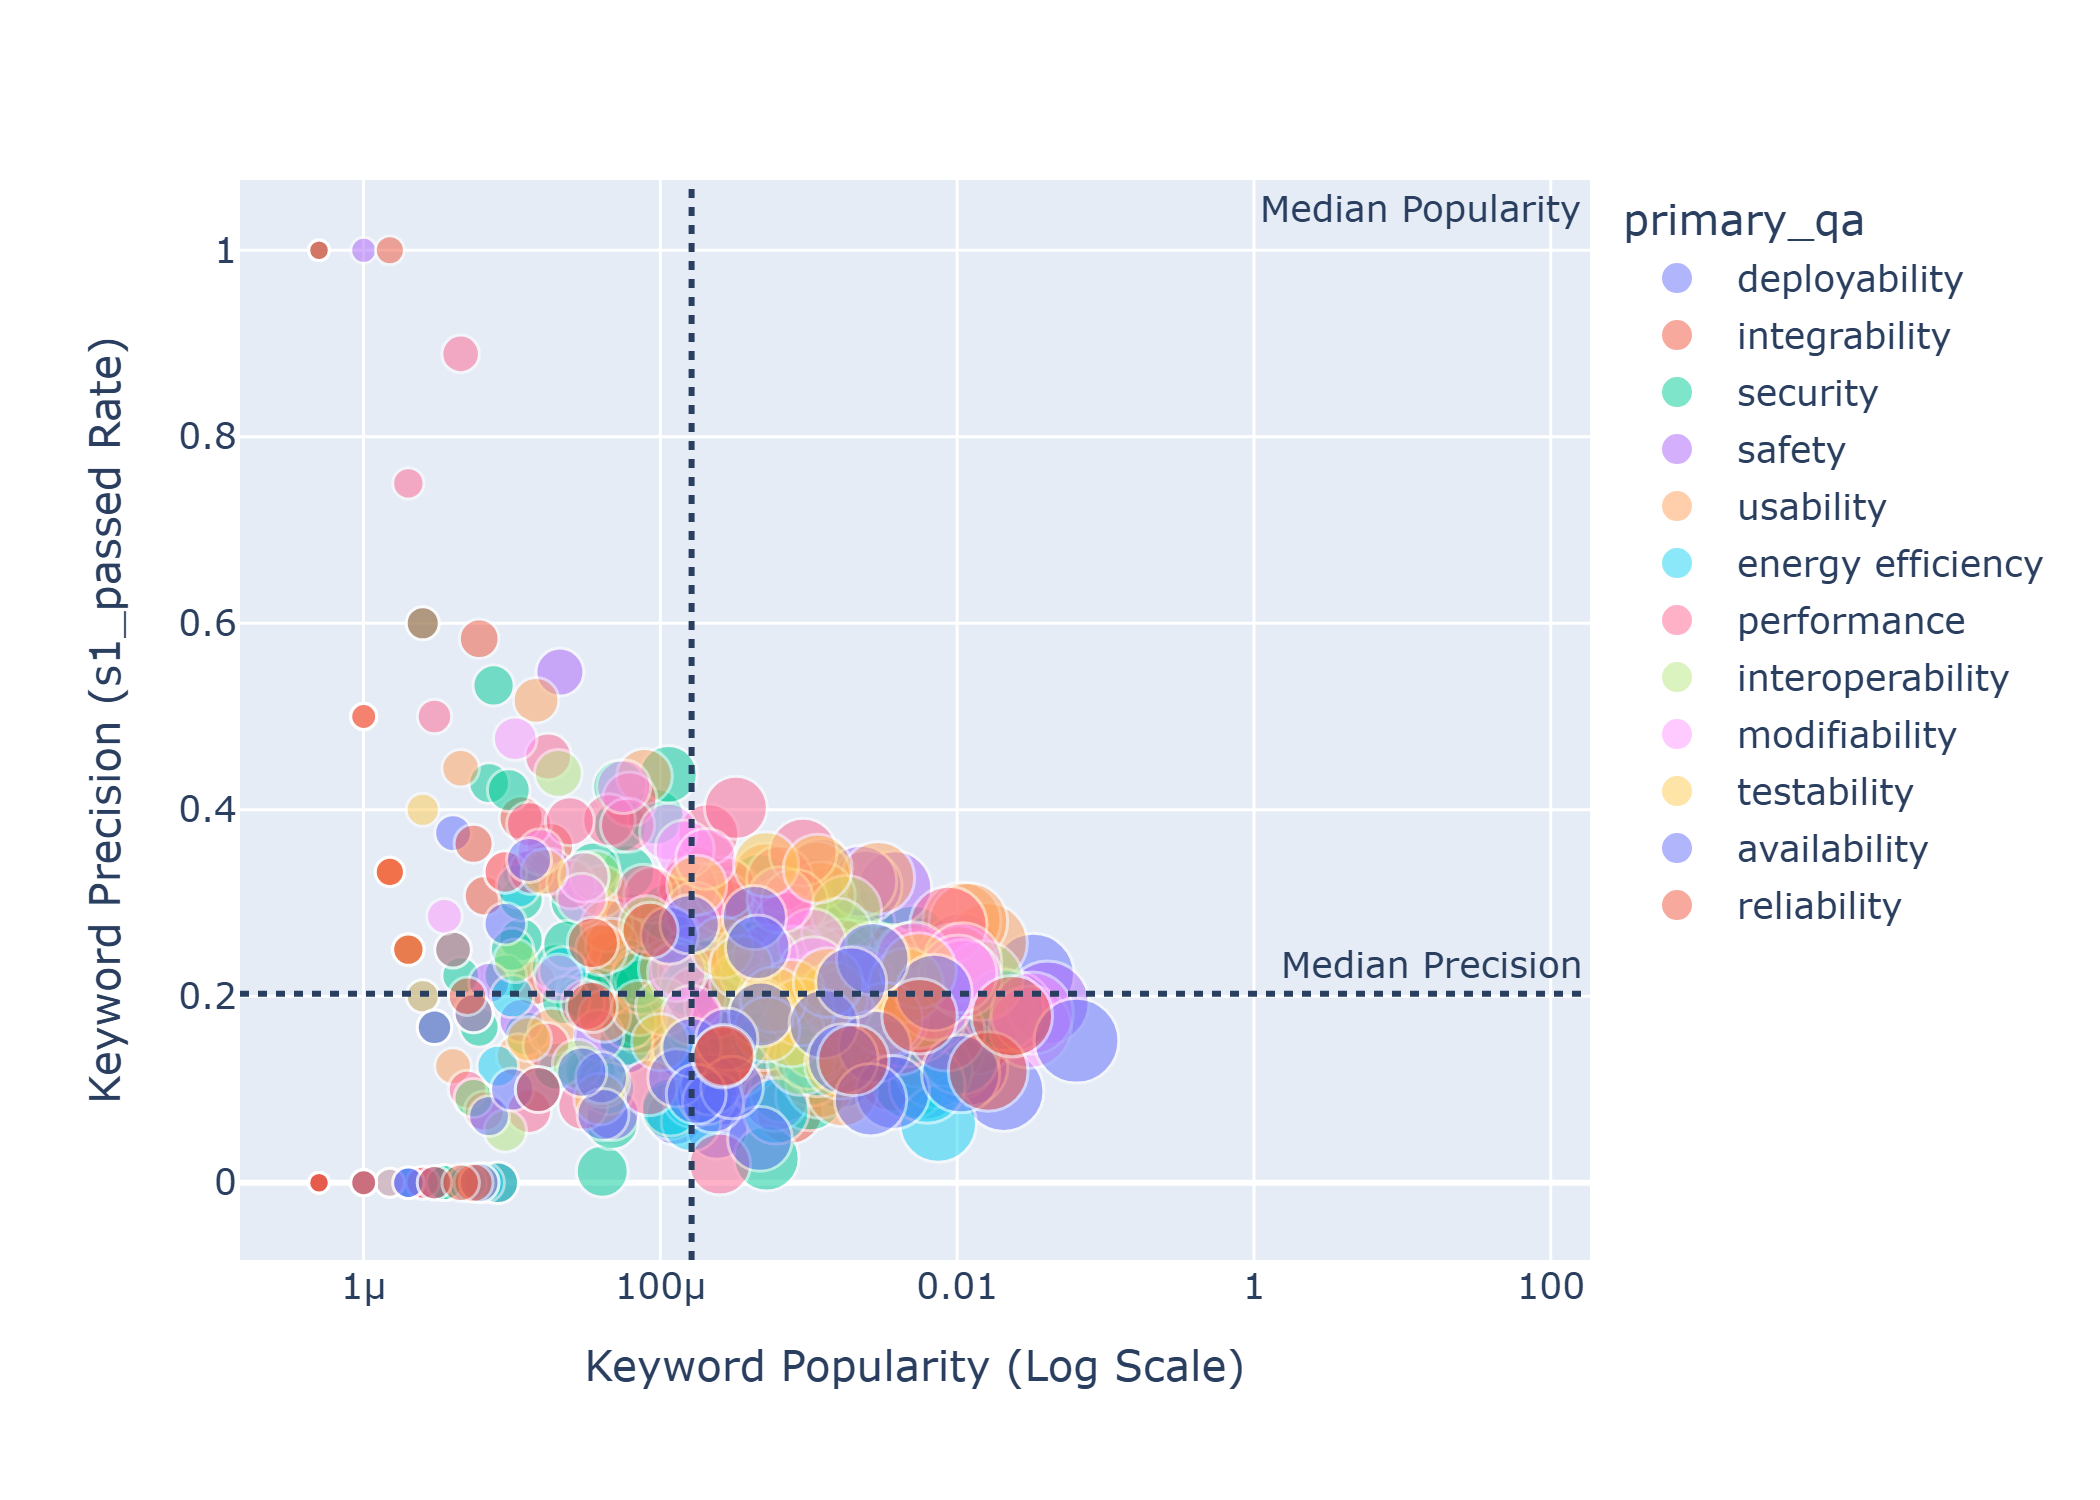 Median Popularity
Median Precision
1
0.8
0.6
0.4
0.2
0
1μ
100μ
0.01
1
100
Keyword Popularity (Log Scale)
Keyword Precision (s1_passed Rate)
primary_qa
deployability
integrability
security
safety
usability
energy efficiency
performance
interoperability
modifiability
testability
availability
reliability